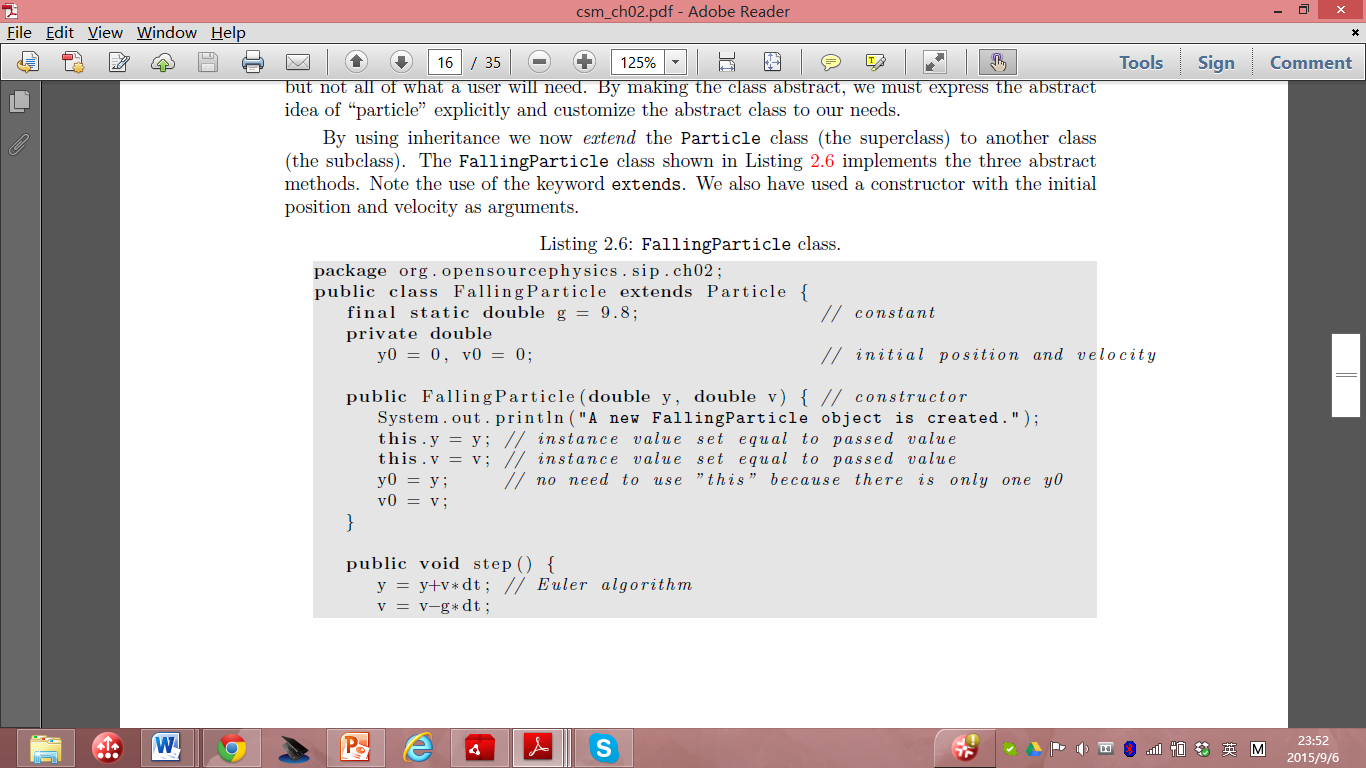 csm_ch02.pdf - Adobe Reader
File Edit View Window Help
16 / 35 125% Tools Sign Comment
but not all of what a user will need. By making the class abstract, we must express the abstract
idea of “particle” explicitly and customize the abstract class to our needs.
By using inheritance we now extend the Particle class (the superclass) to another class
(the subclass). The FallingParticle class shown in Listing 2.6 implements the three abstract
methods. Note the use of the keyword extends. We also have used a constructor with the initial
position and velocity as arguments.
Listing 2.6: FallingParticle class.
package org.opensourcephysics.sip.ch02;
public class FallingParticle extends Particle {
final static double g = 9.8; // constant
private double
y0 = 0, v0 = 0; // initial position and velocity
public FallingParticle(double y, double v) { // constructor
System.out.println("A new FallingParticle object is created.");
this.y = y; // instance value set equal to passed value
this.v = v; // instance value set equal to passed value
y0 = y; // no need to use ”this” because there is only one y0
v0 = v;
}
public void step() {
y = y+v*dt; // Euler algorithm
v = v−g*dt;
英 M
23:52
2015/9/6